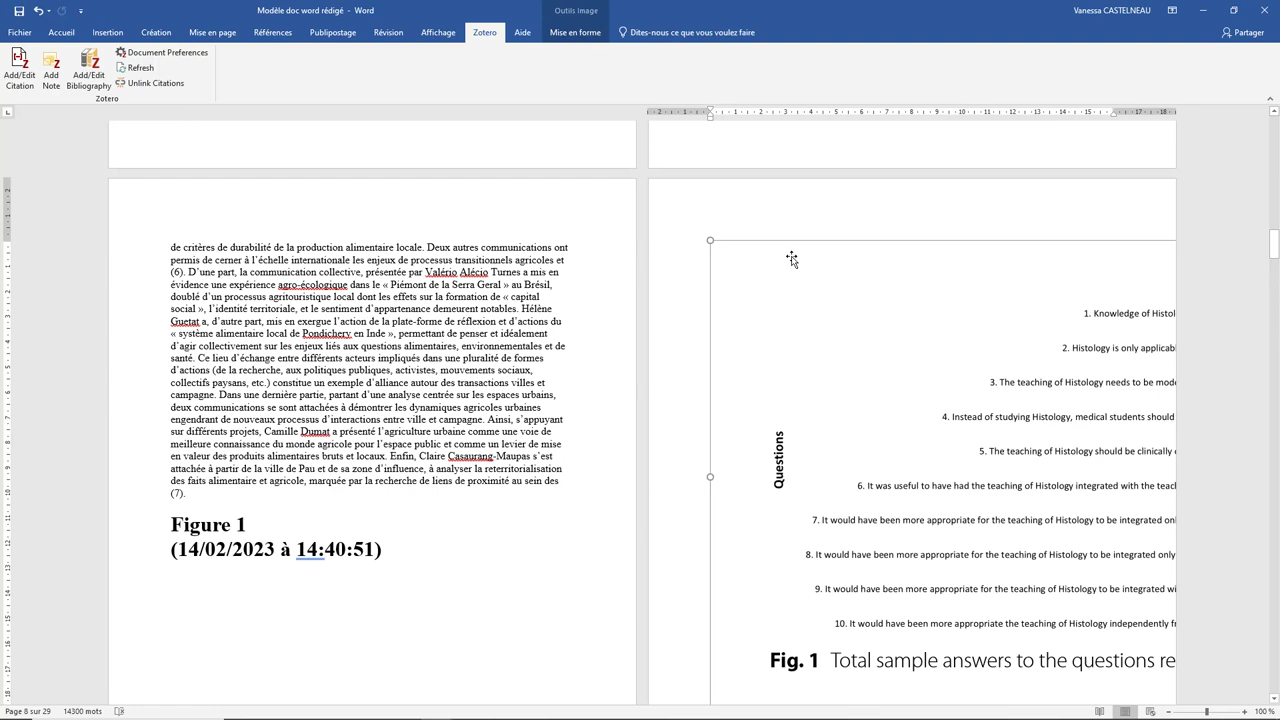 Modèle doc word rédigé - Word
Outils Image
Vanessa CASTELNEAU
Fichier
Accueil
Insertion
Création
Mise en page
Références
Publipostage
Révision
Affichage
Zotero
Aide
Mise en forme
Dites-nous ce que vous voulez faire
Partager
Add/Edit Citation
Add Note
Add/Edit Bibliography
Document Preferences
Refresh
Unlink Citations
Zotero
de critères de durabilité de la production alimentaire locale. Deux autres communications ont
permis de cerner à l'échelle internationale les enjeux de processus transitionnels agricoles et
(6). D'une part, la communication collective, présentée par Valério Alécio Turnes a mis en
évidence une expérience agro-écologique dans le « Piémont de la Serra Geral » au Brésil,
doublé d'un processus agritouristique local dont les effets sur la formation de « capital
social », l'identité territoriale, et le sentiment d'appartenance demeurent notables. Hélène
Guetat a, d'autre part, mis en exergue l'action de la plate-forme de réflexion et d'actions du
« système alimentaire local de Pondichery en Inde », permettant de penser et idéalement
d'agir collectivement sur les enjeux liés aux questions alimentaires, environnementales et de
santé. Ce lieu d'échange entre différents acteurs impliqués dans une pluralité de formes
d'actions (de la recherche, aux politiques publiques, activistes, mouvements sociaux,
collectifs paysans, etc.) constitue un exemple d'alliance autour des transactions villes et
campagne. Dans une dernière partie, partant d'une analyse centrée sur les espaces urbains,
deux communications se sont attachées à démontrer les dynamiques agricoles urbaines
engendrant de nouveaux processus d'interactions entre ville et campagne. Ainsi, s'appuyant
sur différents projets, Camille Dumat a présenté l'agriculture urbaine comme une voie de
meilleure connaissance du monde agricole pour l'espace public et comme un levier de mise
en valeur des produits alimentaires bruts et locaux. Enfin, Claire Casaurang-Maupas s'est
attachée à partir de la ville de Pau et de sa zone d'influence, à analyser la reterritorialisation
des faits alimentaire et agricole, marquée par la recherche de liens de proximité au sein des
(7).
Figure 1
(14/02/2023 à 14:40:51)
Questions
1. Knowledge of Histol
2. Histology is only applicab
3. The teaching of Histology needs to be mod
4. Instead of studying Histology, medical students should
5. The teaching of Histology should be clinically
6. It was useful to have had the teaching of Histology integrated with the teac
7. It would have been more appropriate for the teaching of Histology to be integrated onl
8. It would have been more appropriate for the teaching of Histology to be integrated only
9. It would have been more appropriate for the teaching of Histology to be integrated wi
10. It would have been more appropriate the teaching of Histology independently fr
Fig. 1 Total sample answers to the questions re
Page 8 sur 29
14300 mots
100 %